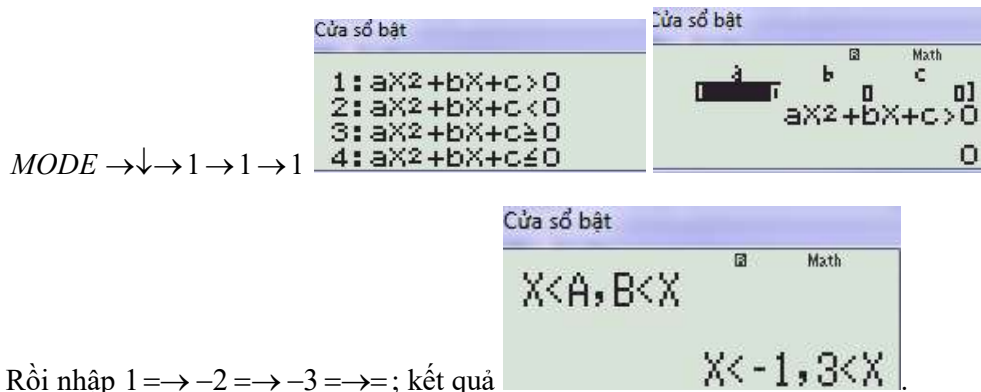 Cửa sổ bật
1:aX²+bX+c>0
2:aX²+bX+c<0
3:aX²+bX+c≥0
4:aX²+bX+c≤0
Cửa sổ bật
Math
a b c
[ 0 0]
aX²+bX+c>0
0
MODE →↓→ 1 → 1 → 1
Cửa sổ bật
Math
X<A,B<X
X<-1,3<X
Rồi nhập 1 =→ −2 =→ −3 =→= ; kết quả .